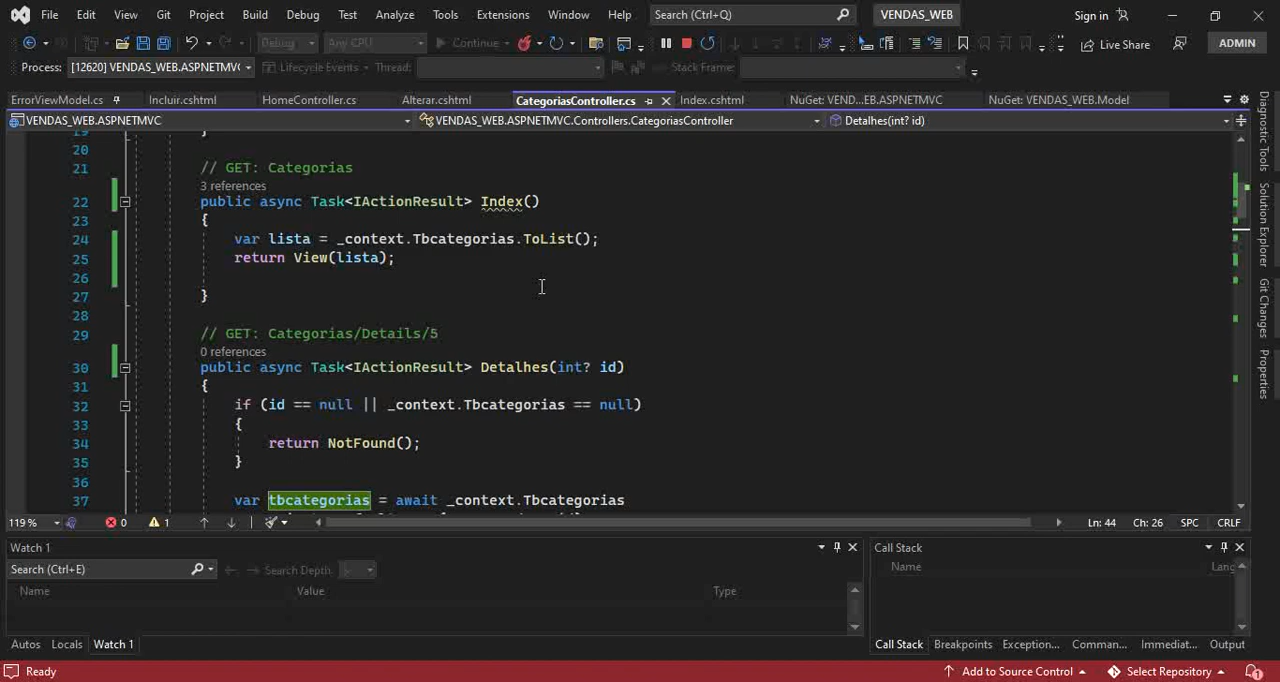 File Edit View Git Project Build Debug Test Analyze Tools Extensions Window Help Search (Ctrl+Q) VENDAS_WEB Sign in
Debug Any CPU Continue Live Share ADMIN
Process: [12620] VENDAS_WEB.ASPNETMVC Lifecycle Events Thread: Stack Frame:
ErrorViewModel.cs Incluir.cshtml HomeController.cs Alterar.cshtml CategoriasController.cs Index.cshtml NuGet: VEND...EB.ASPNETMVC NuGet: VENDAS_WEB.Model
VENDAS_WEB.ASPNETMVC VENDAS_WEB.ASPNETMVC.Controllers.CategoriasController Detalhes(int? id)
19 }
20
21 // GET: Categorias
3 references
22 public async Task<IActionResult> Index()
23 {
24 var lista = _context.Tbcategorias.ToList();
25 return View(lista);
26
27 }
28
29 // GET: Categorias/Details/5
0 references
30 public async Task<IActionResult> Detalhes(int? id)
31 {
32 if (id == null || _context.Tbcategorias == null)
33 {
34 return NotFound();
35 }
36
37 var tbcategorias = await _context.Tbcategorias
119 % 0 1 Ln: 44 Ch: 26 SPC CRLF
Diagnostic Tools
Solution Explorer
Git Changes
Properties
Watch 1
Search (Ctrl+E) Search Depth:
Name Value Type
Autos Locals Watch 1
Call Stack
Name Lang
Call Stack Breakpoints Exception... Comman... Immediat... Output
Ready Add to Source Control Select Repository 1